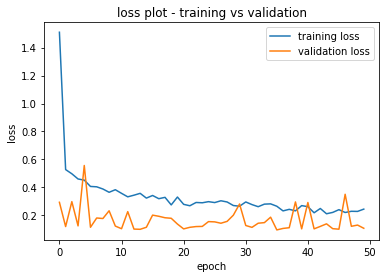 loss plot - training vs validation
training loss
validation loss
loss
1.4
1.2
1.0
0.8
0.6
0.4
0.2
0
10
20
30
40
50
epoch